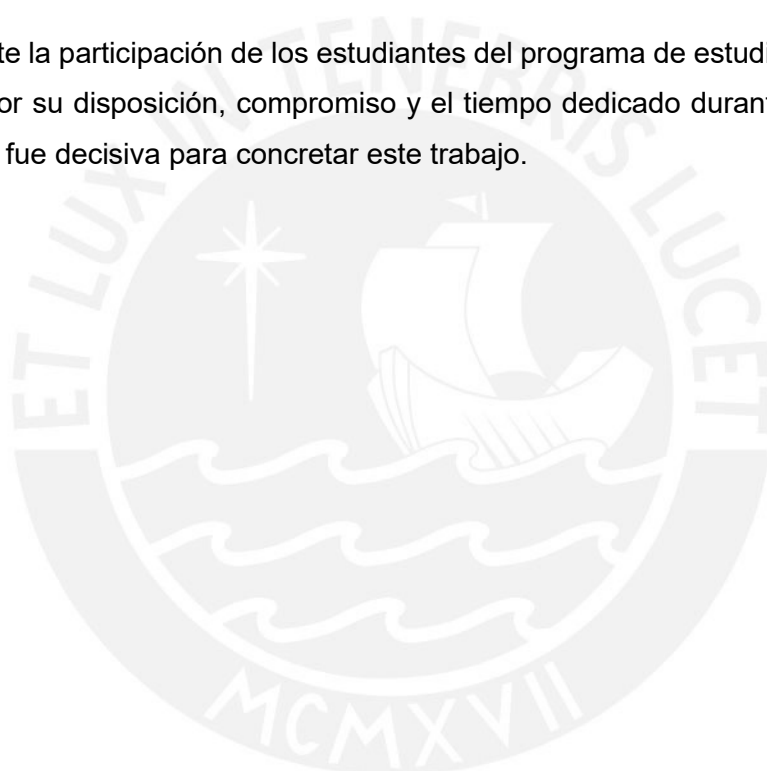 te la participación de los estudiantes del programa de estudi
or su disposición, compromiso y el tiempo dedicado durant
fue decisiva para concretar este trabajo.
ET LUX IN TENEBRIS LUCET
MCMXVII